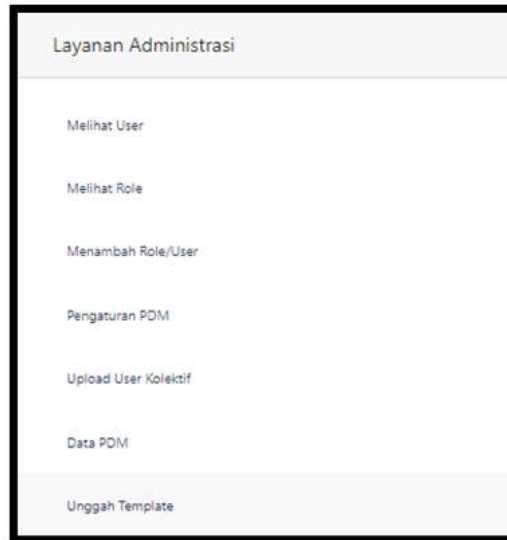 Layanan Administrasi
Melihat User
Melihat Role
Menambah Role/User
Pengaturan PDM
Upload User Kolektif
Data PDM
Unggah Template